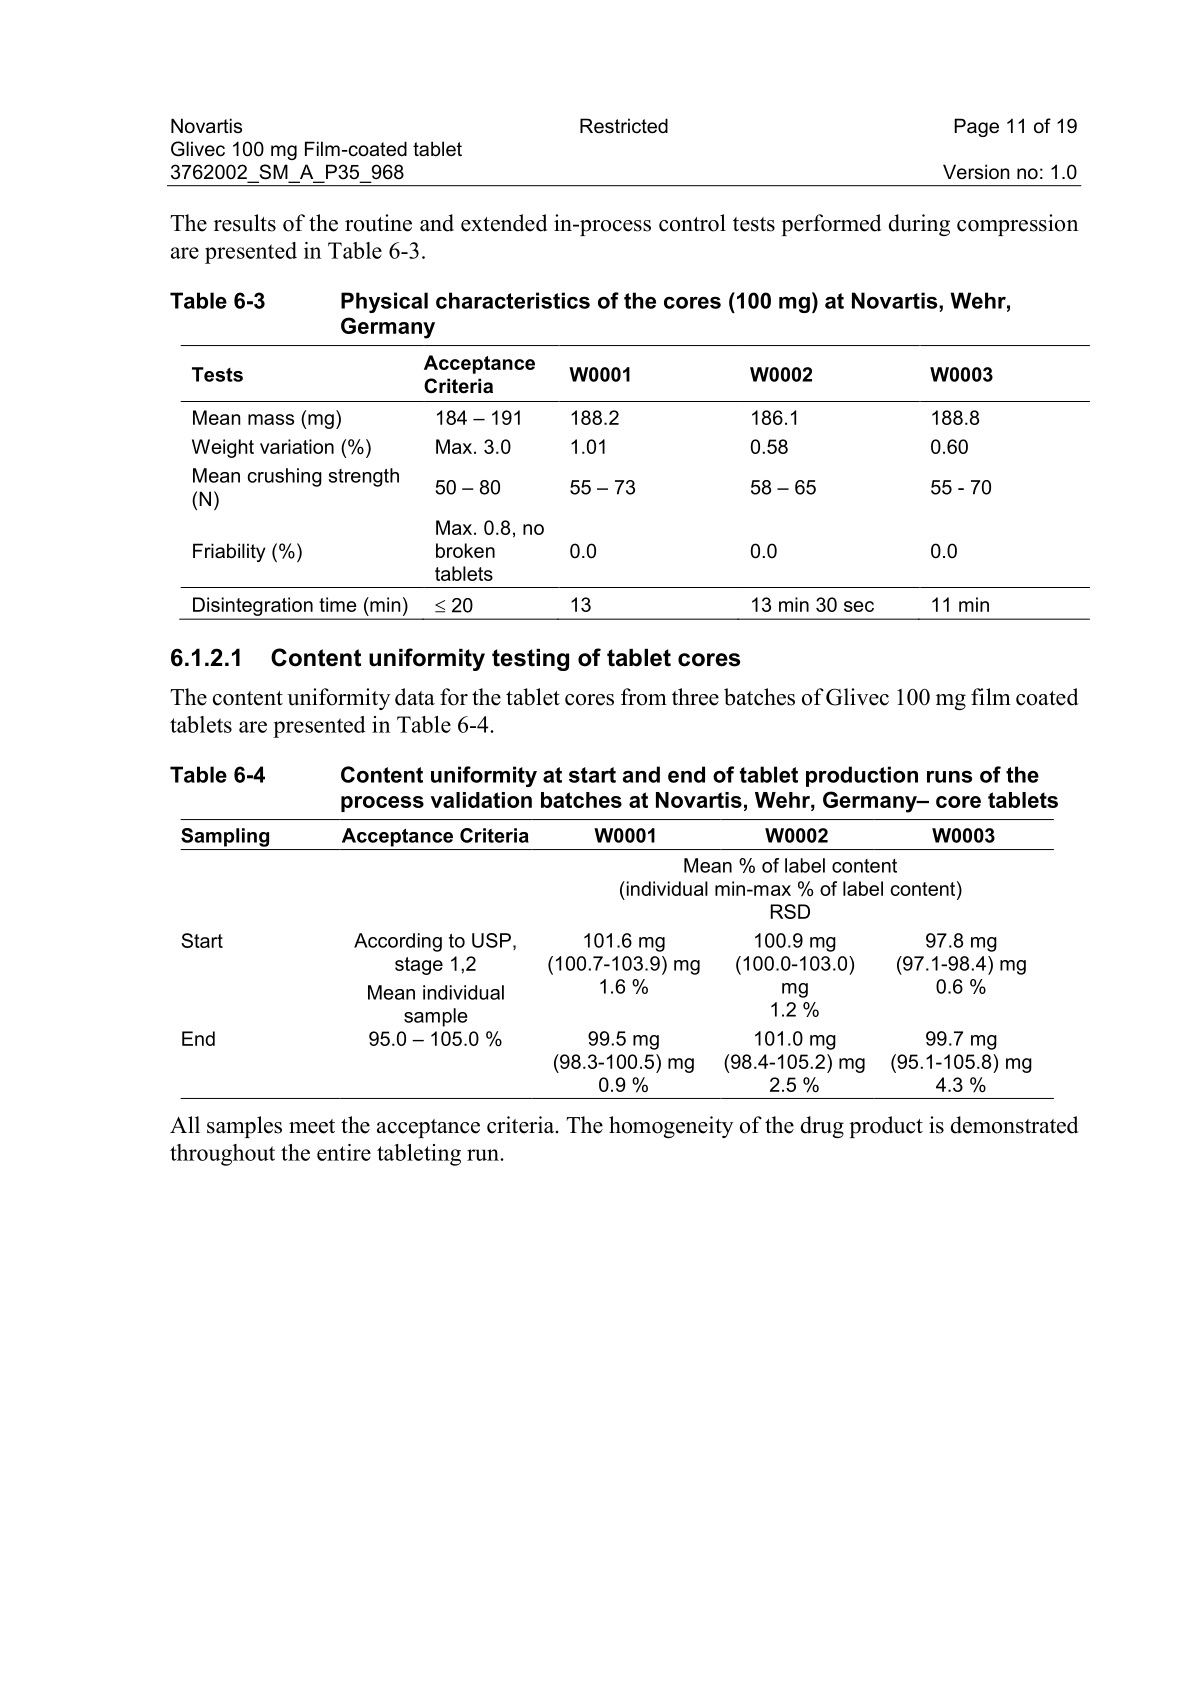 Novartis Restricted Page 11 of 19
Glivec 100 mg Film-coated tablet
3762002_SM_A_P35_968 Version no: 1.0
The results of the routine and extended in-process control tests performed during compression
are presented in Table 6-3.
Table 6-3 Physical characteristics of the cores (100 mg) at Novartis, Wehr,
Germany
Tests Acceptance Criteria W0001 W0002 W0003
Mean mass (mg) 184 – 191 188.2 186.1 188.8
Weight variation (%) Max. 3.0 1.01 0.58 0.60
Mean crushing strength (N) 50 – 80 55 – 73 58 – 65 55 - 70
Friability (%) Max. 0.8, no broken tablets 0.0 0.0 0.0
Disintegration time (min) ≤ 20 13 13 min 30 sec 11 min
6.1.2.1 Content uniformity testing of tablet cores
The content uniformity data for the tablet cores from three batches of Glivec 100 mg film coated
tablets are presented in Table 6-4.
Table 6-4 Content uniformity at start and end of tablet production runs of the
process validation batches at Novartis, Wehr, Germany– core tablets
Sampling Acceptance Criteria W0001 W0002 W0003
Mean % of label content
(individual min-max % of label content)
RSD
Start According to USP, 101.6 mg 100.9 mg 97.8 mg
stage 1,2 (100.7-103.9) mg (100.0-103.0) (97.1-98.4) mg
Mean individual 1.6 % mg 0.6 %
sample 1.2 %
End 95.0 – 105.0 % 99.5 mg 101.0 mg 99.7 mg
(98.3-100.5) mg (98.4-105.2) mg (95.1-105.8) mg
0.9 % 2.5 % 4.3 %
All samples meet the acceptance criteria. The homogeneity of the drug product is demonstrated
throughout the entire tableting run.